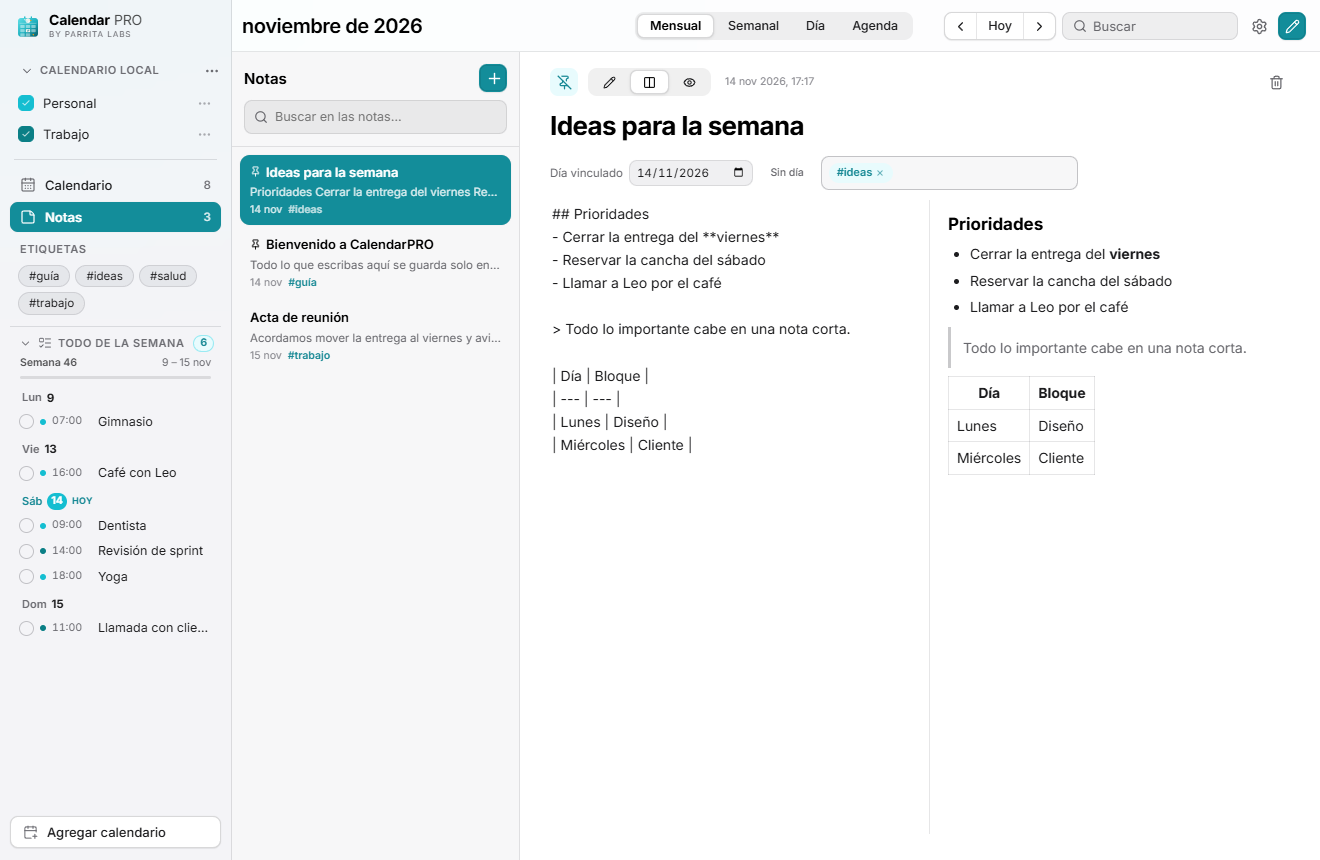 Calendar PRO
BY PARRITA LABS
CALENDARIO LOCAL
Personal
Trabajo
Calendario 8
Notas 3
ETIQUETAS
#guía #ideas #salud
#trabajo
TODO DE LA SEMANA 6
Semana 46 9 – 15 nov
Lun 9
07:00 Gimnasio
Vie 13
16:00 Café con Leo
Sáb 14 HOY
09:00 Dentista
14:00 Revisión de sprint
18:00 Yoga
Dom 15
11:00 Llamada con clie...
Agregar calendario
noviembre de 2026
Mensual Semanal Día Agenda
Hoy
Buscar
Notas
Buscar en las notas...
Ideas para la semana
Prioridades Cerrar la entrega del viernes Re...
14 nov #ideas
Bienvenido a CalendarPRO
Todo lo que escribas aquí se guarda solo en...
14 nov #guía
Acta de reunión
Acordamos mover la entrega al viernes y avi...
15 nov #trabajo
14 nov 2026, 17:17
Ideas para la semana
Día vinculado 14/11/2026 Sin día #ideas ×
## Prioridades
- Cerrar la entrega del **viernes**
- Reservar la cancha del sábado
- Llamar a Leo por el café
> Todo lo importante cabe en una nota corta.
| Día | Bloque |
| --- | --- |
| Lunes | Diseño |
| Miércoles | Cliente |
Prioridades
• Cerrar la entrega del viernes
• Reservar la cancha del sábado
• Llamar a Leo por el café
Todo lo importante cabe en una nota corta.
Día Bloque
Lunes Diseño
Miércoles Cliente